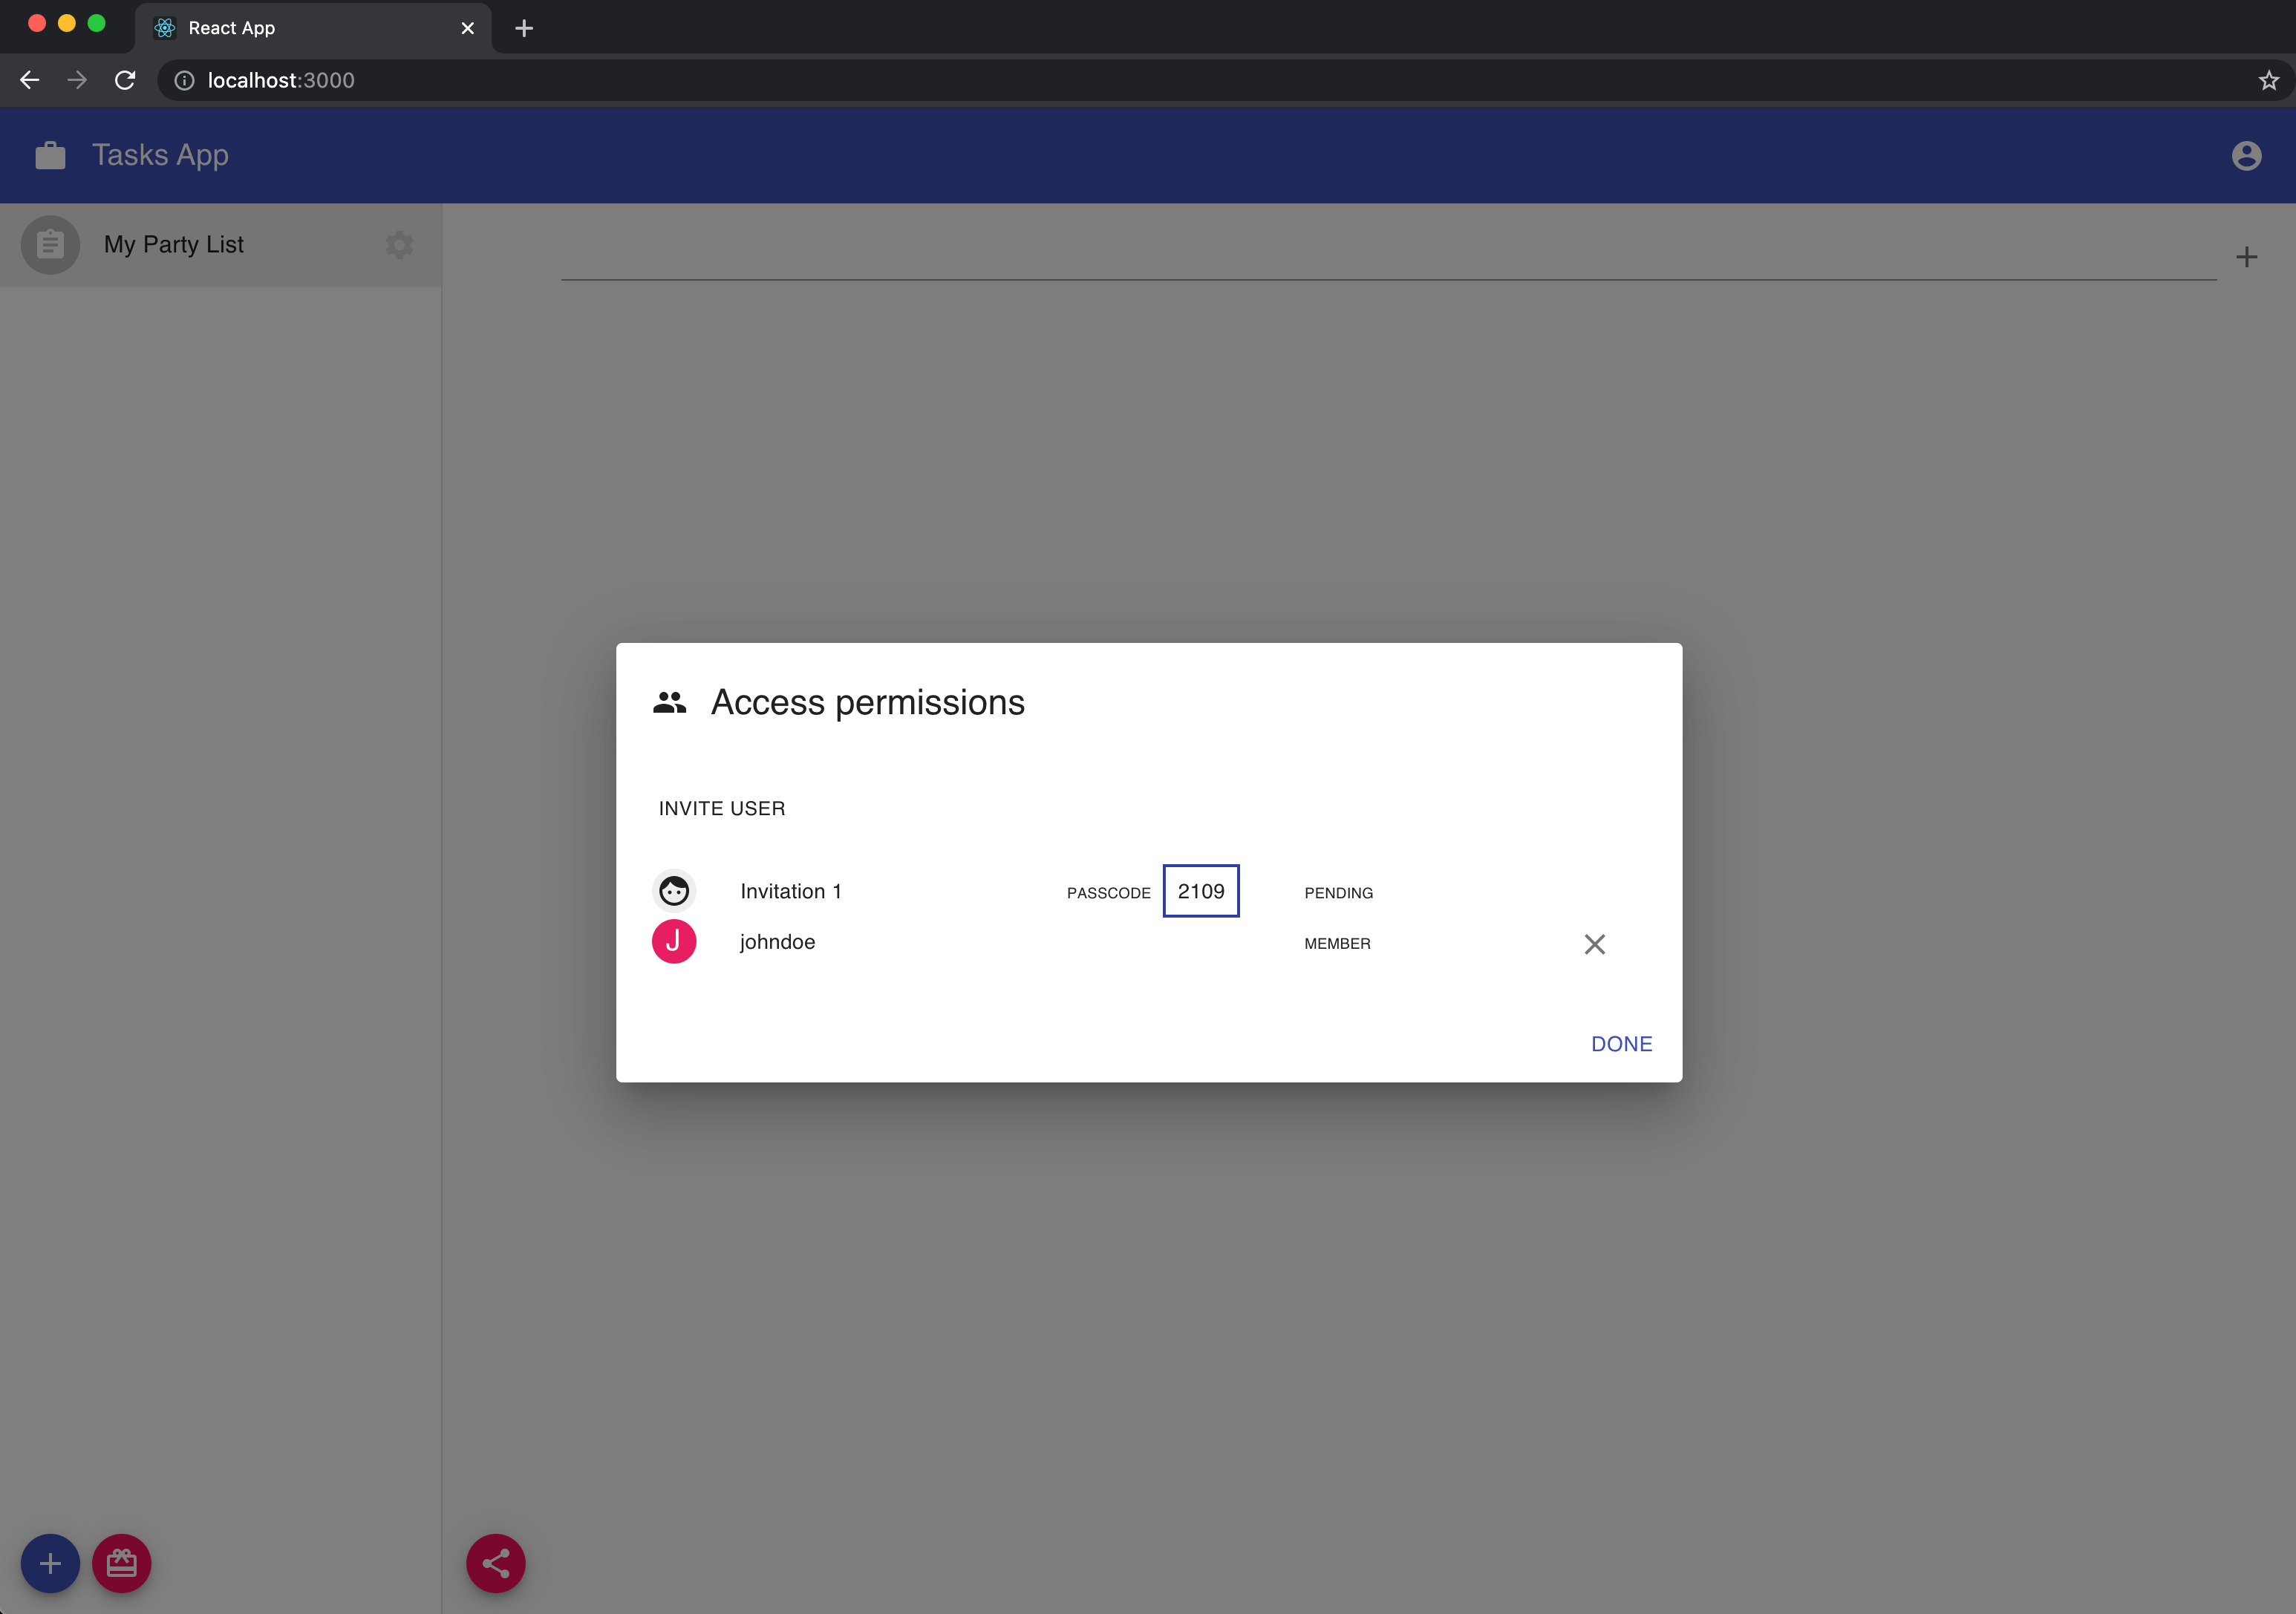 React App
localhost:3000
Tasks App
My Party List
Access permissions
INVITE USER
Invitation 1 PASSCODE 2109 PENDING
J johndoe MEMBER
DONE